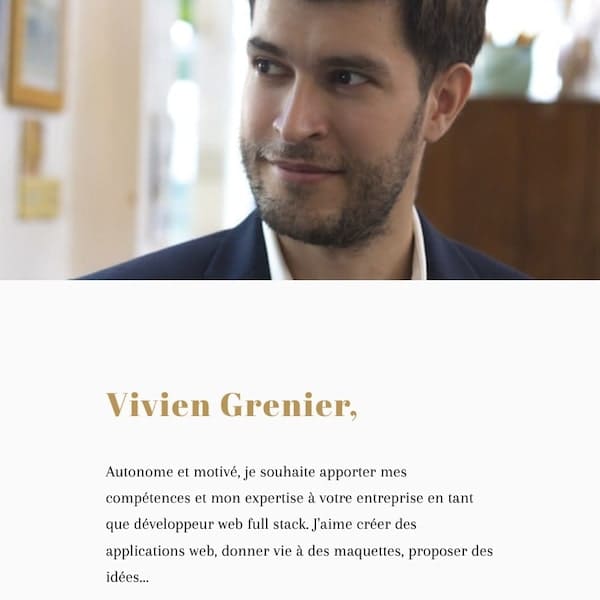 Vivien Grenier,
Autonome et motivé, je souhaite apporter mes
compétences et mon expertise à votre entreprise en tant
que développeur web full stack. J'aime créer des
applications web, donner vie à des maquettes, proposer des
idées...